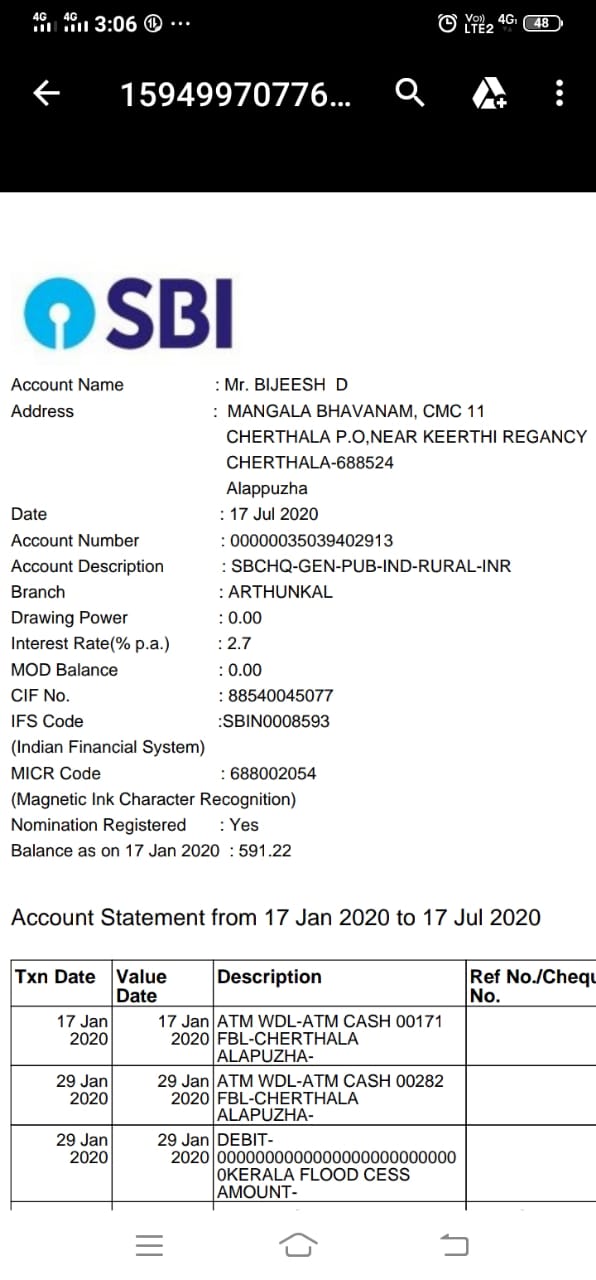 4G 4G 3:06 ... Vo)) LTE2 4G 48
15949970776...
SBI
Account Name : Mr. BIJEESH D
Address : MANGALA BHAVANAM, CMC 11
CHERTHALA P.O,NEAR KEERTHI REGANCY
CHERTHALA-688524
Alappuzha
Date : 17 Jul 2020
Account Number : 00000035039402913
Account Description : SBCHQ-GEN-PUB-IND-RURAL-INR
Branch : ARTHUNKAL
Drawing Power : 0.00
Interest Rate(% p.a.) : 2.7
MOD Balance : 0.00
CIF No. : 88540045077
IFS Code :SBIN0008593
(Indian Financial System)
MICR Code : 688002054
(Magnetic Ink Character Recognition)
Nomination Registered : Yes
Balance as on 17 Jan 2020 : 591.22
Account Statement from 17 Jan 2020 to 17 Jul 2020
Txn Date Value Description Ref No./Chequ
Date No.
17 Jan 17 Jan ATM WDL-ATM CASH 00171
2020 2020 FBL-CHERTHALA
ALAPUZHA-
29 Jan 29 Jan ATM WDL-ATM CASH 00282
2020 2020 FBL-CHERTHALA
ALAPUZHA-
29 Jan 29 Jan DEBIT-
2020 2020 0000000000000000000000000
0KERALA FLOOD CESS
AMOUNT-